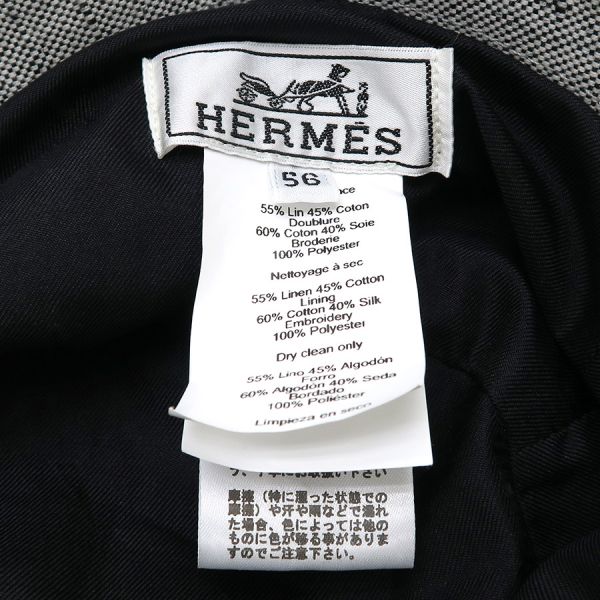 HERMĒS
56
55% Lin 45% Coton
Doublure
60% Coton 40% Soie
Broderie
100% Polyester
Nettoyage à sec
55% Linen 45% Cotton
Lining
60% Cotton 40% Silk
Embroidery
100% Polyester
Dry clean only
55% Lino 45% Algodón
Forro
60% Algodón 40% Seda
Bordado
100% Poliéster
Limpieza en seco
摩擦（特に湿った状態での
摩擦）や汗や雨などで濡れ
た場合、色によっては他の
ものに色が移る事があります
のでご注意下さい。